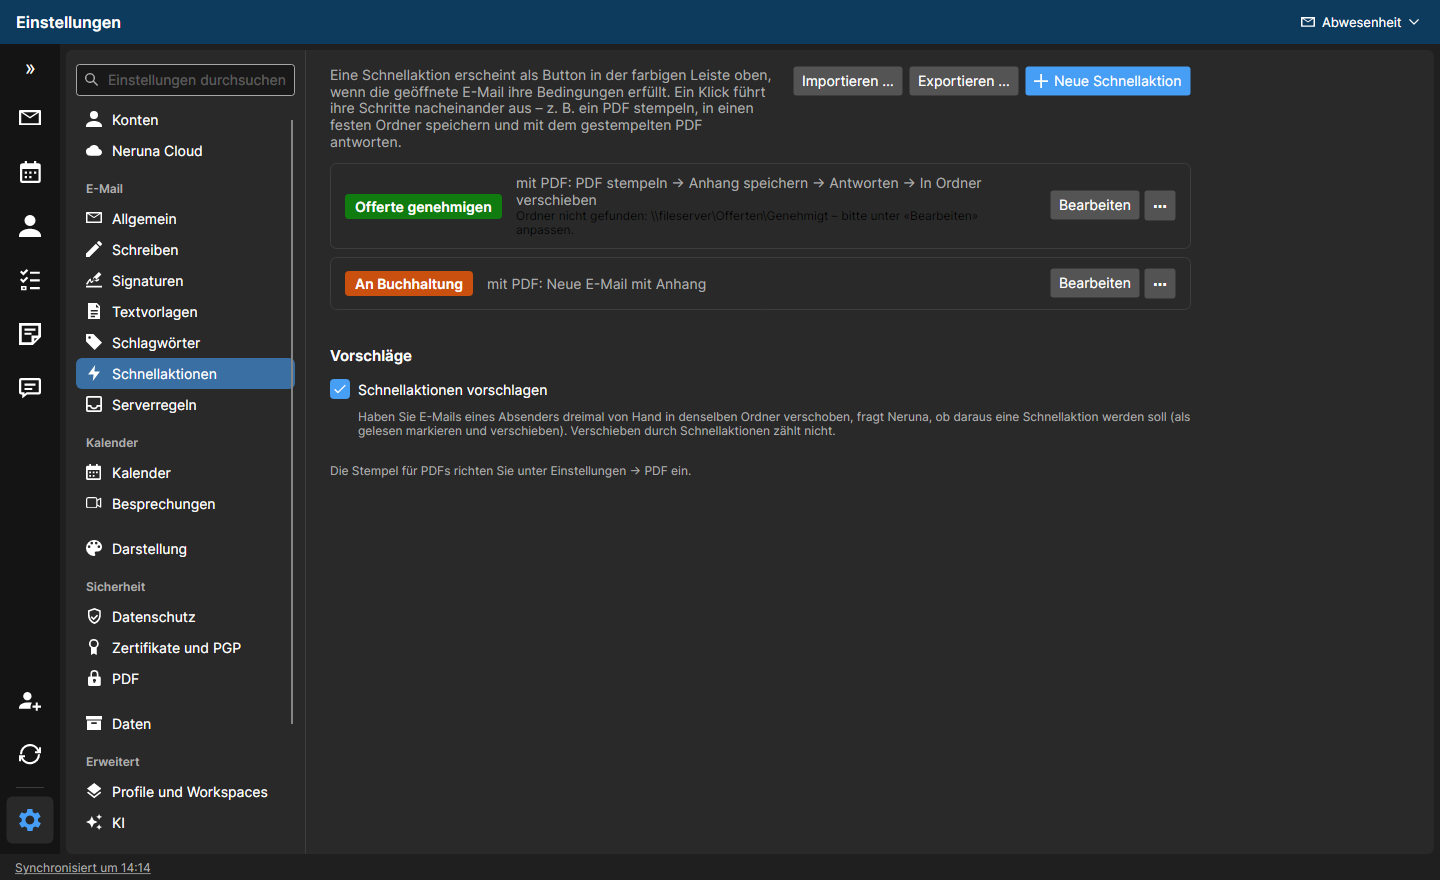 Einstellungen
Abwesenheit
»
Einstellungen durchsuchen
Konten
Neruna Cloud
E-Mail
Allgemein
Schreiben
Signaturen
Textvorlagen
Schlagwörter
Schnellaktionen
Serverregeln
Kalender
Kalender
Besprechungen
Darstellung
Sicherheit
Datenschutz
Zertifikate und PGP
PDF
Daten
Erweitert
Profile und Workspaces
KI
Synchronisiert um 14:14
Eine Schnellaktion erscheint als Button in der farbigen Leiste oben,
wenn die geöffnete E-Mail ihre Bedingungen erfüllt. Ein Klick führt
ihre Schritte nacheinander aus – z. B. ein PDF stempeln, in einen
festen Ordner speichern und mit dem gestempelten PDF
antworten.
Importieren ...
Exportieren ...
+ Neue Schnellaktion
Offerte genehmigen
mit PDF: PDF stempeln → Anhang speichern → Antworten → In Ordner
verschieben
Ordner nicht gefunden: \\fileserver\Offerten\Genehmigt – bitte unter «Bearbeiten»
anpassen.
Bearbeiten
...
An Buchhaltung
mit PDF: Neue E-Mail mit Anhang
Bearbeiten
...
Vorschläge
Schnellaktionen vorschlagen
Haben Sie E-Mails eines Absenders dreimal von Hand in denselben Ordner verschoben, fragt Neruna, ob daraus eine Schnellaktion werden soll (als
gelesen markieren und verschieben). Verschieben durch Schnellaktionen zählt nicht.
Die Stempel für PDFs richten Sie unter Einstellungen → PDF ein.